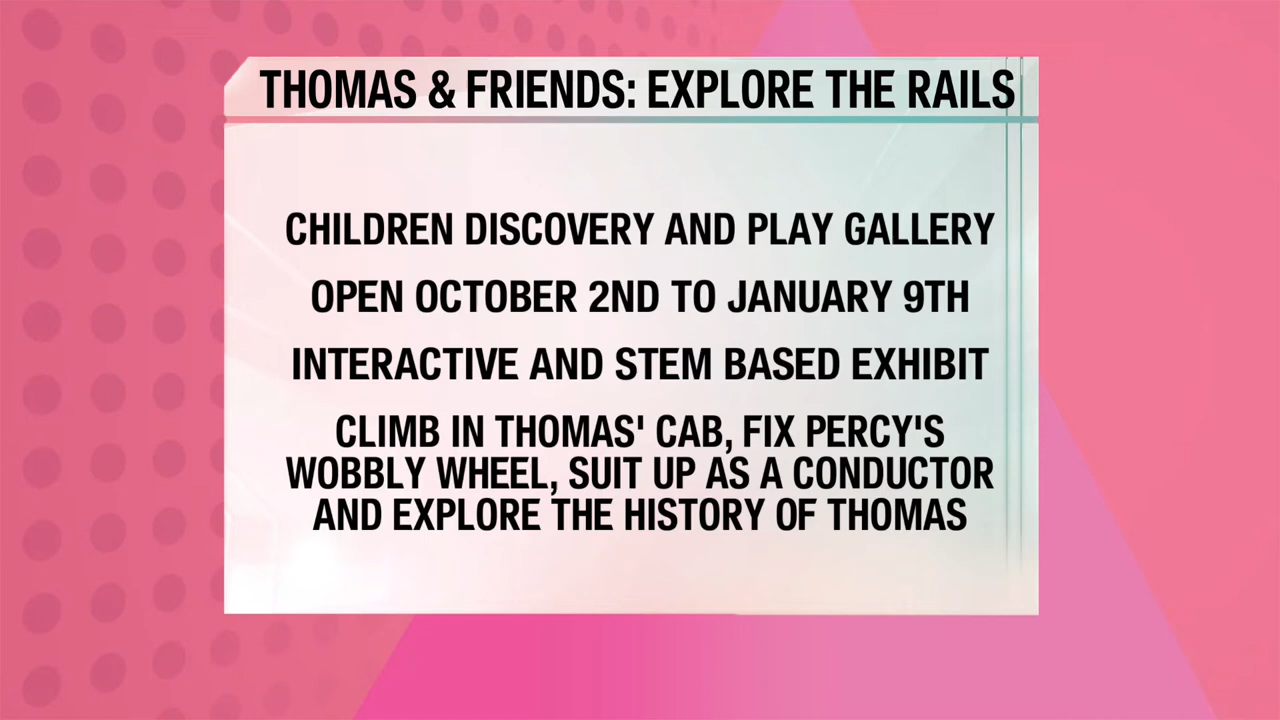 THOMAS & FRIENDS: EXPLORE THE RAILS
CHILDREN DISCOVERY AND PLAY GALLERY
OPEN OCTOBER 2ND TO JANUARY 9TH
INTERACTIVE AND STEM BASED EXHIBIT
CLIMB IN THOMAS' CAB, FIX PERCY'S
WOBBLY WHEEL, SUIT UP AS A CONDUCTOR
AND EXPLORE THE HISTORY OF THOMAS